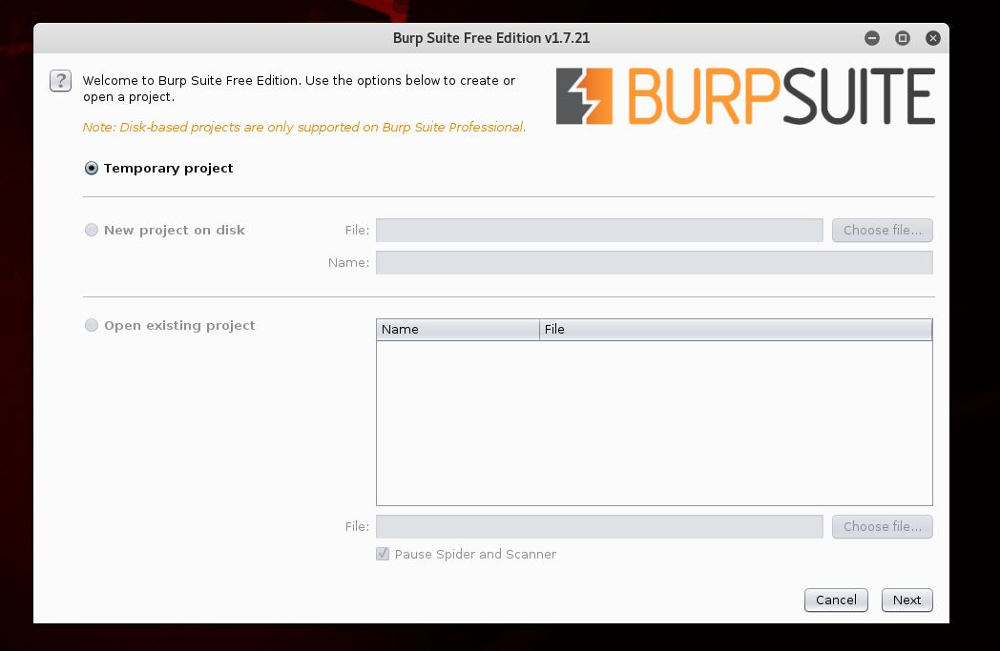 Burp Suite Free Edition v1.7.21
?
Welcome to Burp Suite Free Edition. Use the options below to create or
open a project.
BURPSUITE
Note: Disk-based projects are only supported on Burp Suite Professional.
Temporary project
New project on disk
File:
Choose file...
Name:
Open existing project
Name
File
File:
Choose file...
Pause Spider and Scanner
Cancel
Next